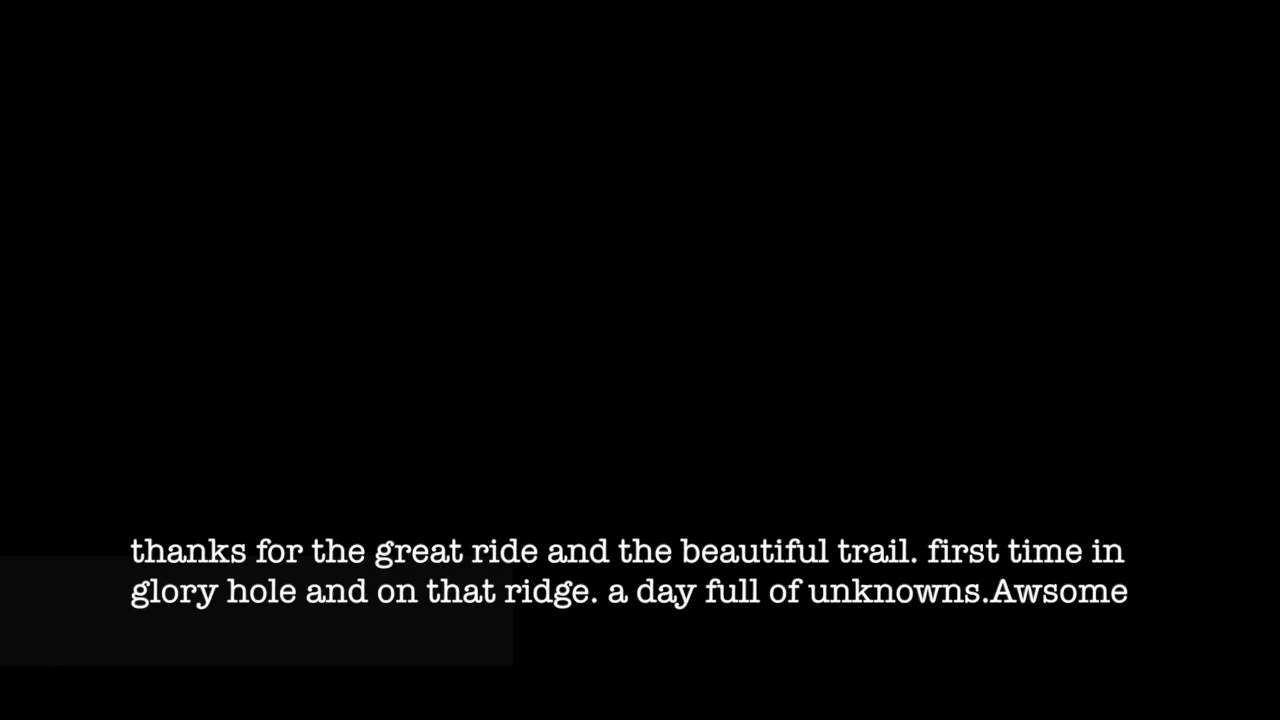 thanks for the great ride and the beautiful trail. first time in
glory hole and on that ridge. a day full of unknowns.Awsome